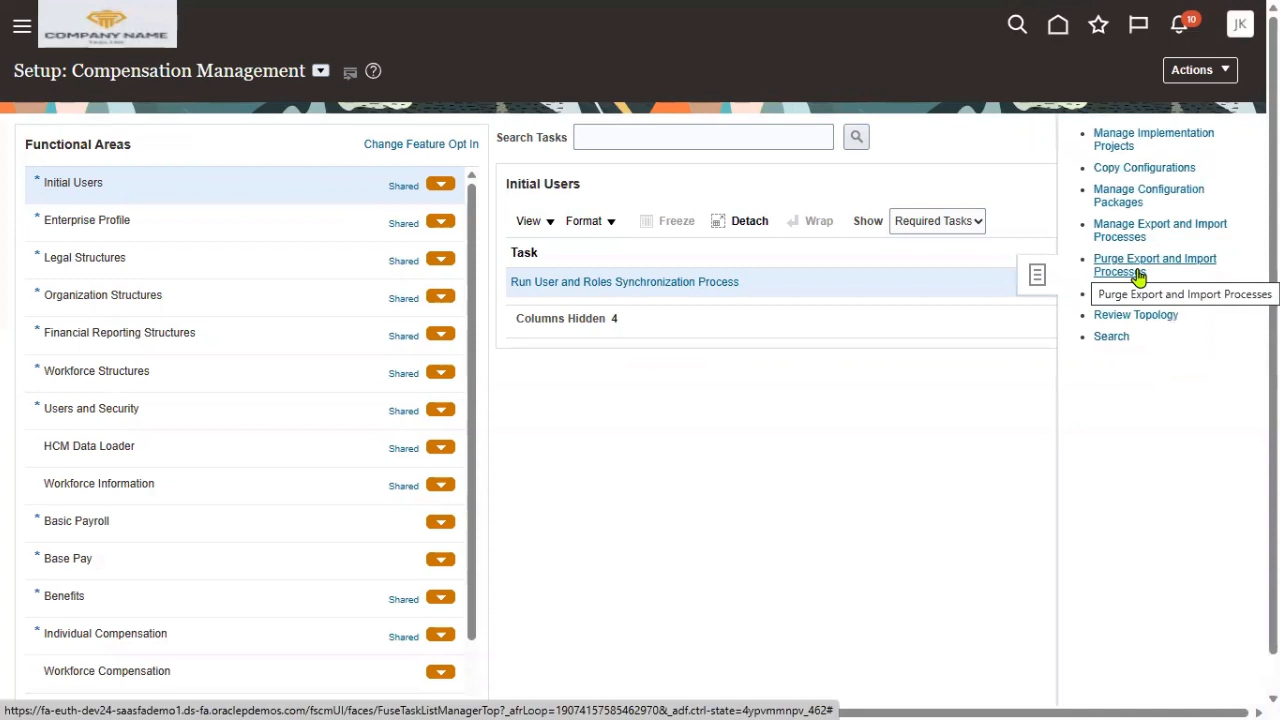 COMPANY NAME
10
JK
Setup: Compensation Management
Actions
Functional Areas
Change Feature Opt In
* Initial Users Shared
* Enterprise Profile Shared
* Legal Structures Shared
* Organization Structures Shared
* Financial Reporting Structures Shared
* Workforce Structures Shared
* Users and Security Shared
HCM Data Loader Shared
Workforce Information Shared
* Basic Payroll
* Base Pay
* Benefits Shared
* Individual Compensation Shared
Workforce Compensation
Search Tasks
Initial Users
View Format Freeze Detach Wrap Show Required Tasks
Task
Run User and Roles Synchronization Process
Columns Hidden 4
Manage Implementation
Projects
Copy Configurations
Manage Configuration
Packages
Manage Export and Import
Processes
Purge Export and Import
Processes
Purge Export and Import Processes
Review Topology
Search
https://fa-euth-dev24-saasfademo1.ds-fa.oraclepdemos.com/fscmUI/faces/FuseTaskListManagerTop?_afrLoop=19074157585462970&_adf.ctrl-state=4ypvmmnpv_462#